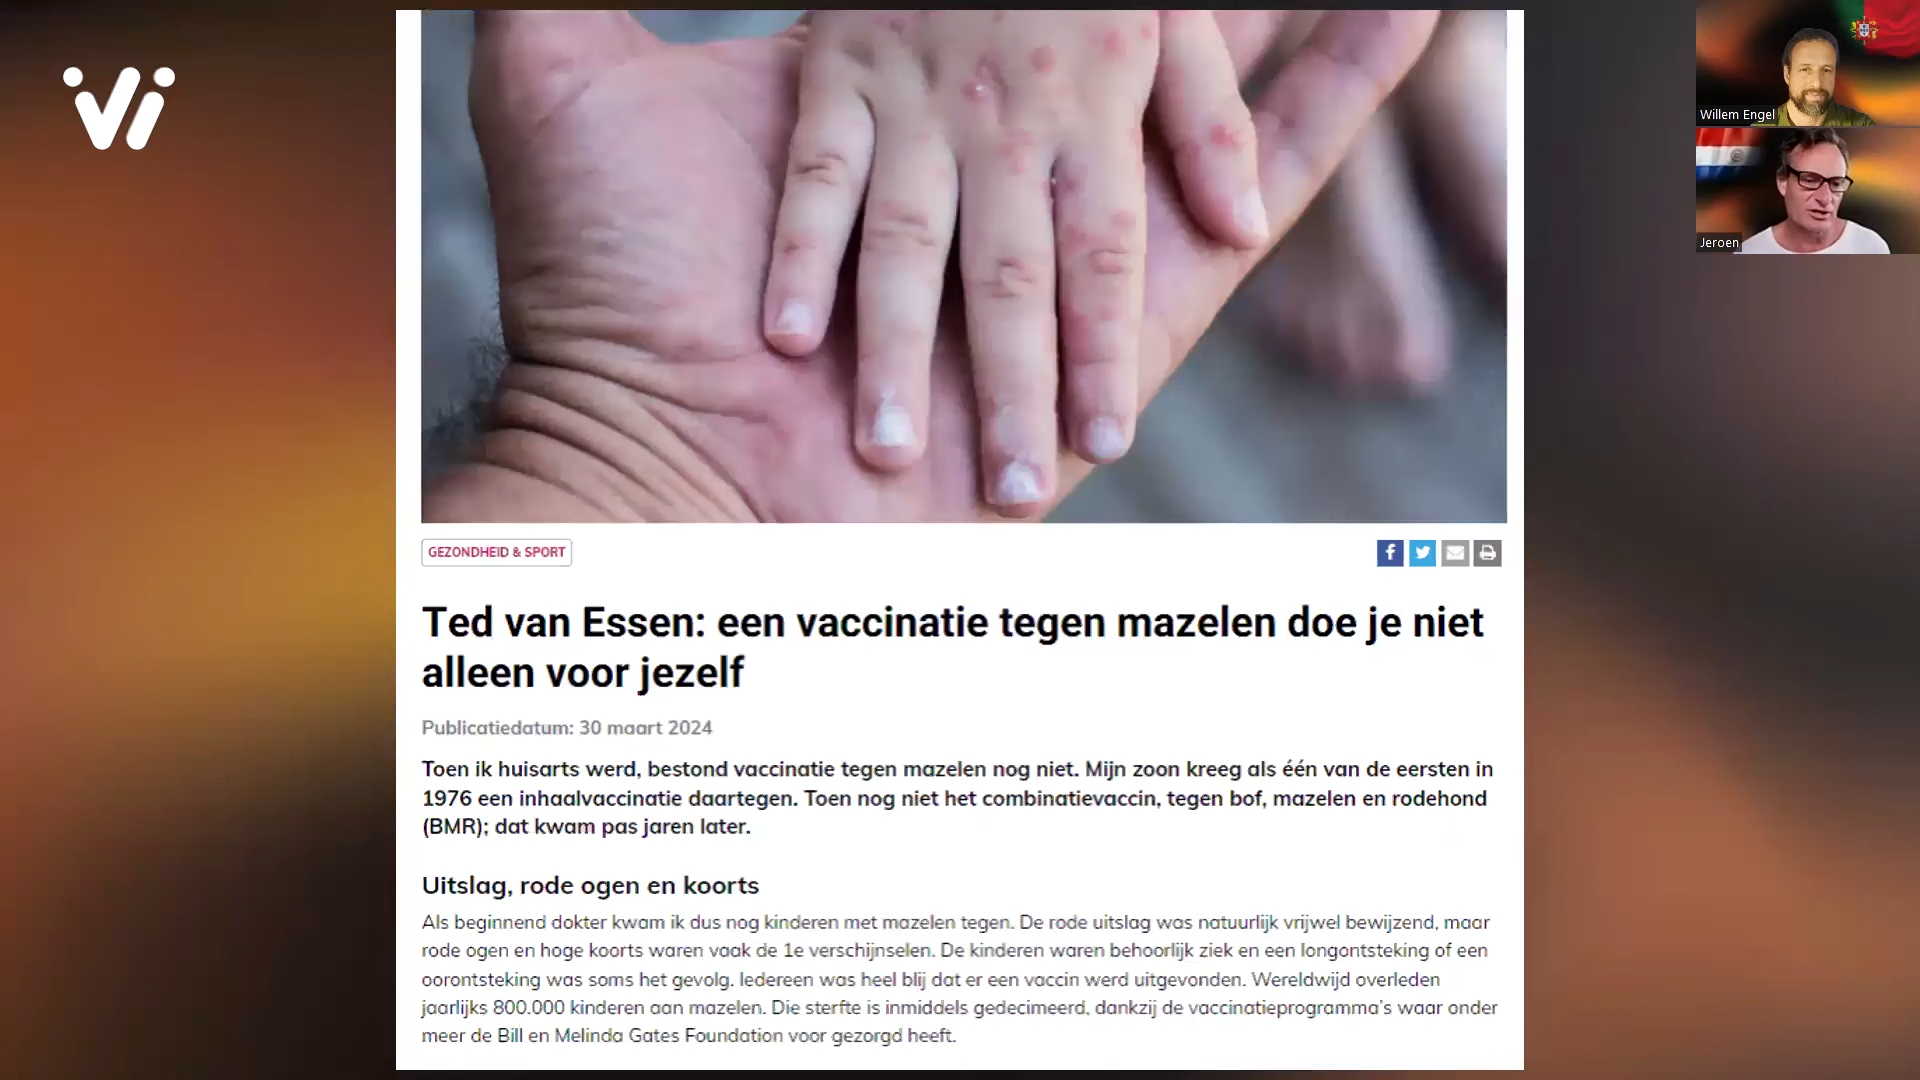 Vi
Willem Engel
Jeroen
GEZONDHEID & SPORT
Ted van Essen: een vaccinatie tegen mazelen doe je niet
alleen voor jezelf
Publicatiedatum: 30 maart 2024
Toen ik huisarts werd, bestond vaccinatie tegen mazelen nog niet. Mijn zoon kreeg als één van de eersten in
1976 een inhaalvaccinatie daartegen. Toen nog niet het combinatievaccin, tegen bof, mazelen en rodehond
(BMR); dat kwam pas jaren later.
Uitslag, rode ogen en koorts
Als beginnend dokter kwam ik dus nog kinderen met mazelen tegen. De rode uitslag was natuurlijk vrijwel bewijzend, maar
rode ogen en hoge koorts waren vaak de 1e verschijnselen. De kinderen waren behoorlijk ziek en een longontsteking of een
oorontsteking was soms het gevolg. Iedereen was heel blij dat er een vaccin werd uitgevonden. Wereldwijd overleden
jaarlijks 800.000 kinderen aan mazelen. Die sterfte is inmiddels gedecimeerd, dankzij de vaccinatieprogramma's waar onder
meer de Bill en Melinda Gates Foundation voor gezorgd heeft.